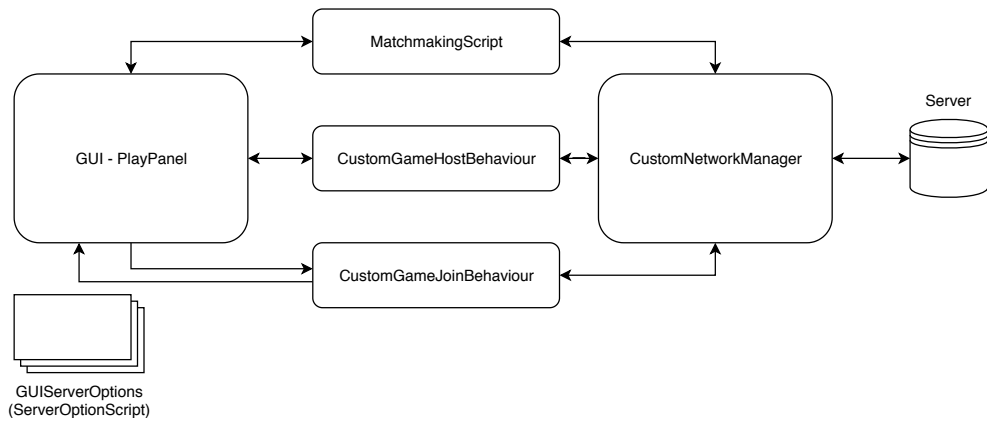 MatchmakingScript
Server
GUI - PlayPanel
CustomGameHostBehaviour
CustomNetworkManager
CustomGameJoinBehaviour
GUIServerOptions
(ServerOptionScript)